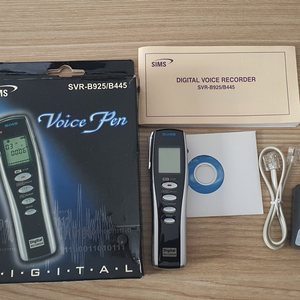 SIMS
SVR-B925/B445
Voice Pen
DIGITAL
SIMS
DIGITAL VOICE RECORDER
SVR-B925/B445